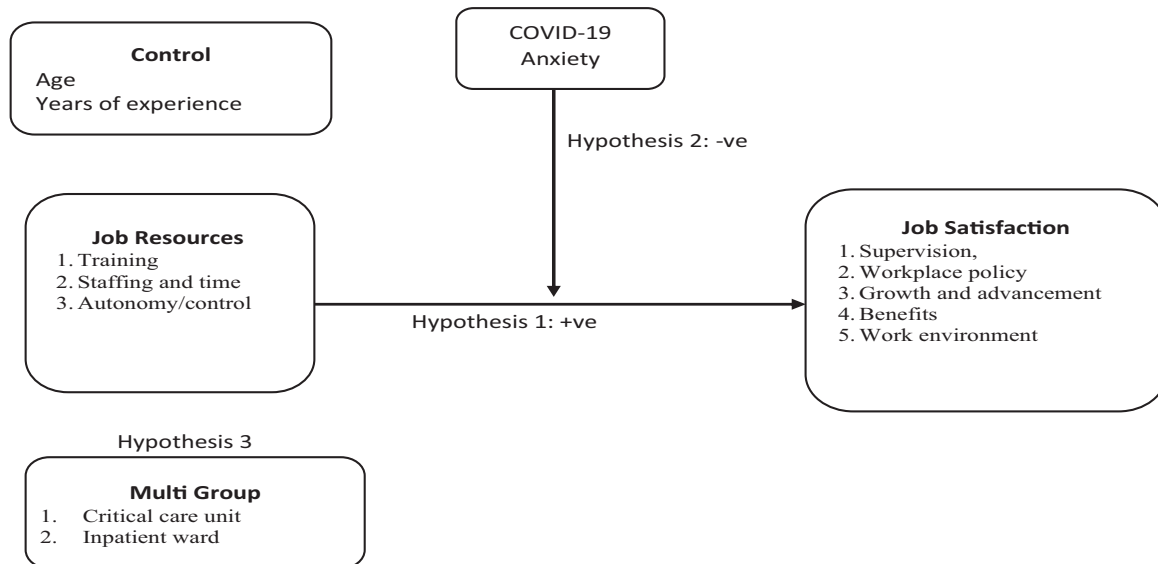 Control
Age
Years of experience
COVID-19
Anxiety
Hypothesis 2: -ve
Job Resources
1. Training
2. Staffing and time
3. Autonomy/control
Hypothesis 1: +ve
Job Satisfaction
1. Supervision,
2. Workplace policy
3. Growth and advancement
4. Benefits
5. Work environment
Hypothesis 3
Multi Group
1. Critical care unit
2. Inpatient ward